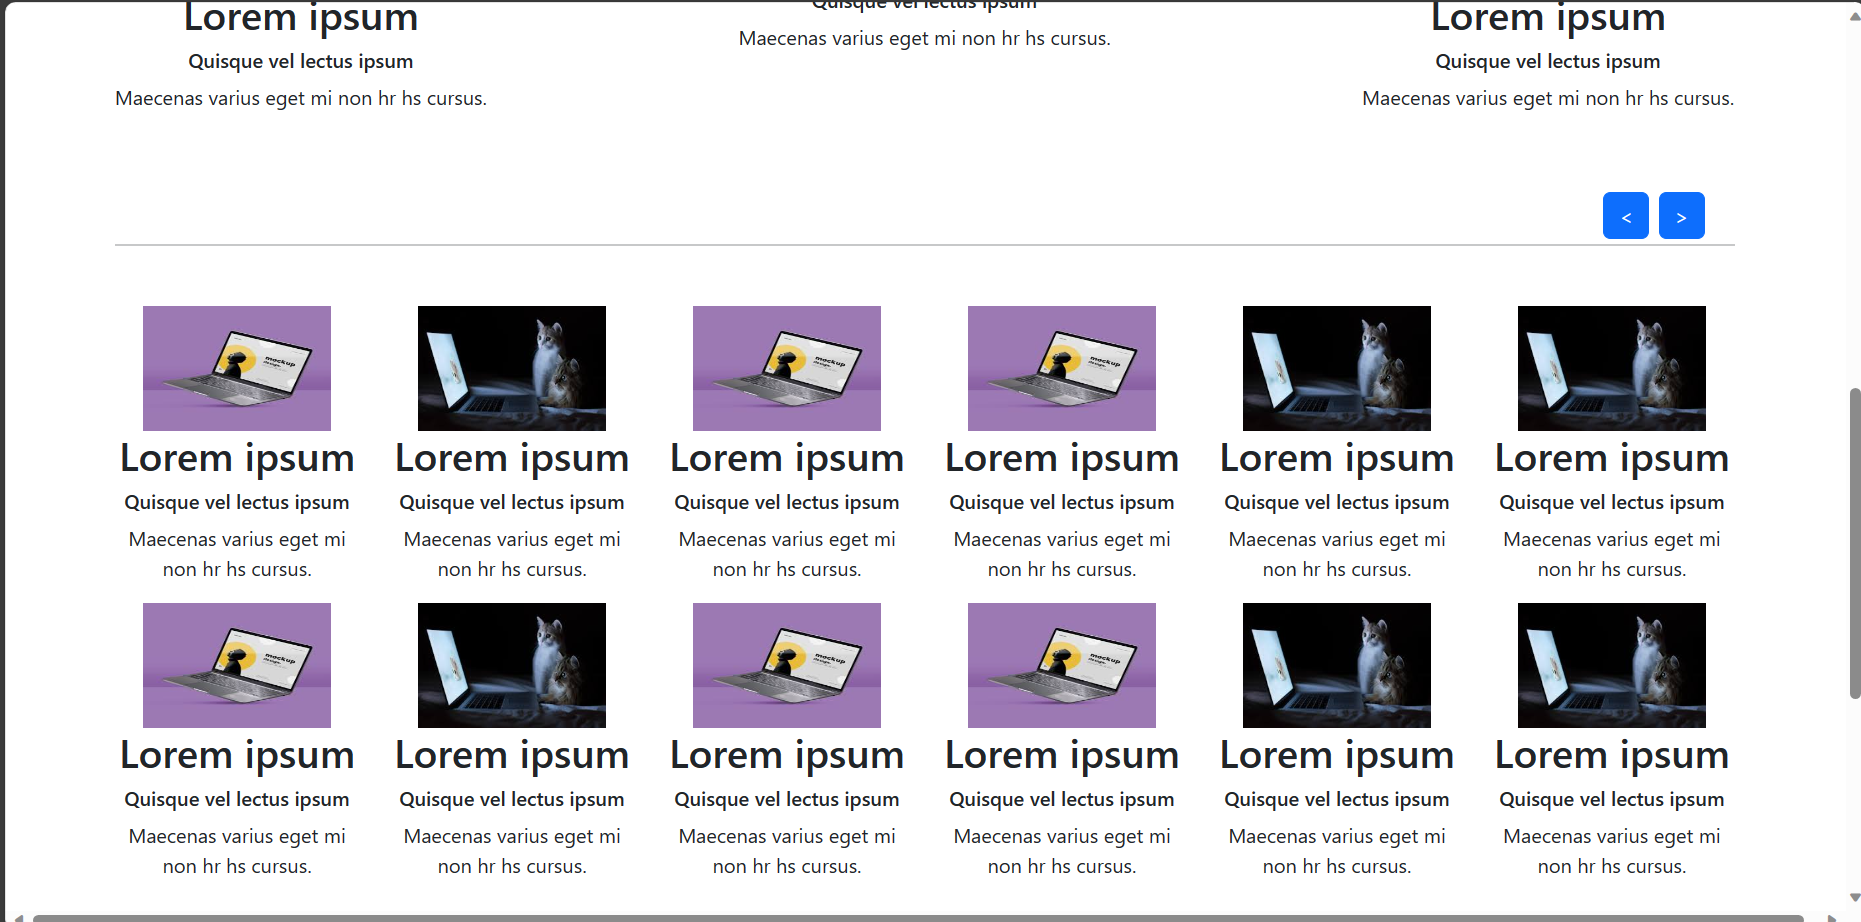 Quisque vel lectus ipsum
Lorem ipsum
Lorem ipsum
Maecenas varius eget mi non hr hs cursus.
Quisque vel lectus ipsum
Quisque vel lectus ipsum
Maecenas varius eget mi non hr hs cursus.
Maecenas varius eget mi non hr hs cursus.
< >
mockup
design.
mockup
design.
mockup
design.
Lorem ipsum Lorem ipsum Lorem ipsum Lorem ipsum Lorem ipsum Lorem ipsum
Quisque vel lectus ipsum Quisque vel lectus ipsum Quisque vel lectus ipsum Quisque vel lectus ipsum Quisque vel lectus ipsum Quisque vel lectus ipsum
Maecenas varius eget mi Maecenas varius eget mi Maecenas varius eget mi Maecenas varius eget mi Maecenas varius eget mi Maecenas varius eget mi
non hr hs cursus. non hr hs cursus. non hr hs cursus. non hr hs cursus. non hr hs cursus. non hr hs cursus.
mockup
design.
mockup
design.
mockup
design.
Lorem ipsum Lorem ipsum Lorem ipsum Lorem ipsum Lorem ipsum Lorem ipsum
Quisque vel lectus ipsum Quisque vel lectus ipsum Quisque vel lectus ipsum Quisque vel lectus ipsum Quisque vel lectus ipsum Quisque vel lectus ipsum
Maecenas varius eget mi Maecenas varius eget mi Maecenas varius eget mi Maecenas varius eget mi Maecenas varius eget mi Maecenas varius eget mi
non hr hs cursus. non hr hs cursus. non hr hs cursus. non hr hs cursus. non hr hs cursus. non hr hs cursus.